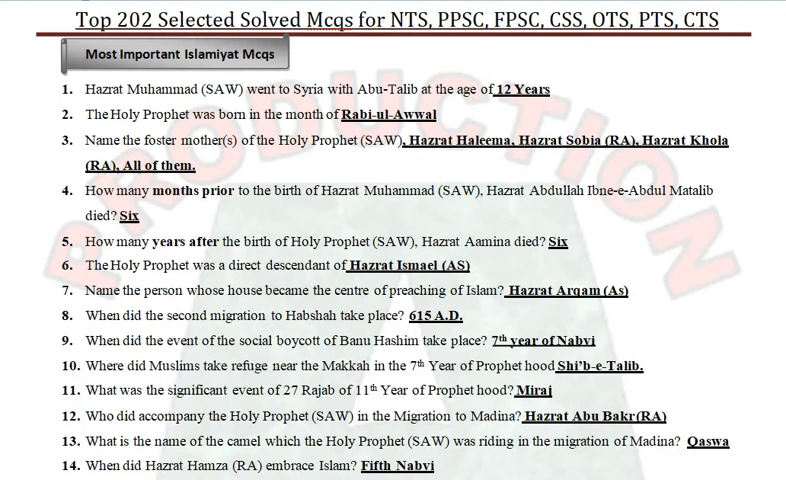 Top 202 Selected Solved Mcqs for NTS, PPSC, FPSC, CSS, OTS, PTS, CTS
Most Important Islamiyat Mcqs
1. Hazrat Muhammad (SAW) went to Syria with Abu-Talib at the age of 12 Years
2. The Holy Prophet was born in the month of Rabi-ul-Awwal
3. Name the foster mother(s) of the Holy Prophet (SAW), Hazrat Haleema, Hazrat Sobia (RA), Hazrat Khola
(RA), All of them.
4. How many months prior to the birth of Hazrat Muhammad (SAW), Hazrat Abdullah Ibne-e-Abdul Matalib
died? Six
5. How many years after the birth of Holy Prophet (SAW), Hazrat Aamina died? Six
6. The Holy Prophet was a direct descendant of Hazrat Ismael (AS)
7. Name the person whose house became the centre of preaching of Islam? Hazrat Arqam (As)
8. When did the second migration to Habshah take place? 615 A.D.
9. When did the event of the social boycott of Banu Hashim take place? 7th year of Nabvi
10. Where did Muslims take refuge near the Makkah in the 7th Year of Prophet hood Shi'b-e-Talib.
11. What was the significant event of 27 Rajab of 11th Year of Prophet hood? Miraj
12. Who did accompany the Holy Prophet (SAW) in the Migration to Madina? Hazrat Abu Bakr(RA)
13. What is the name of the camel which the Holy Prophet (SAW) was riding in the migration of Madina? Qaswa
14. When did Hazrat Hamza (RA) embrace Islam? Fifth Nabvi
PRODUCTION